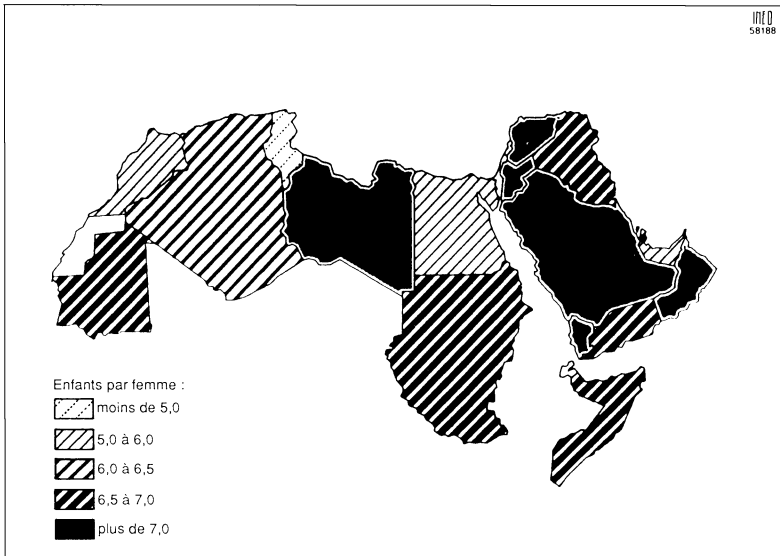 INED
58188
Enfants par femme :
moins de 5,0
5,0 à 6,0
6,0 à 6,5
6,5 à 7,0
plus de 7,0